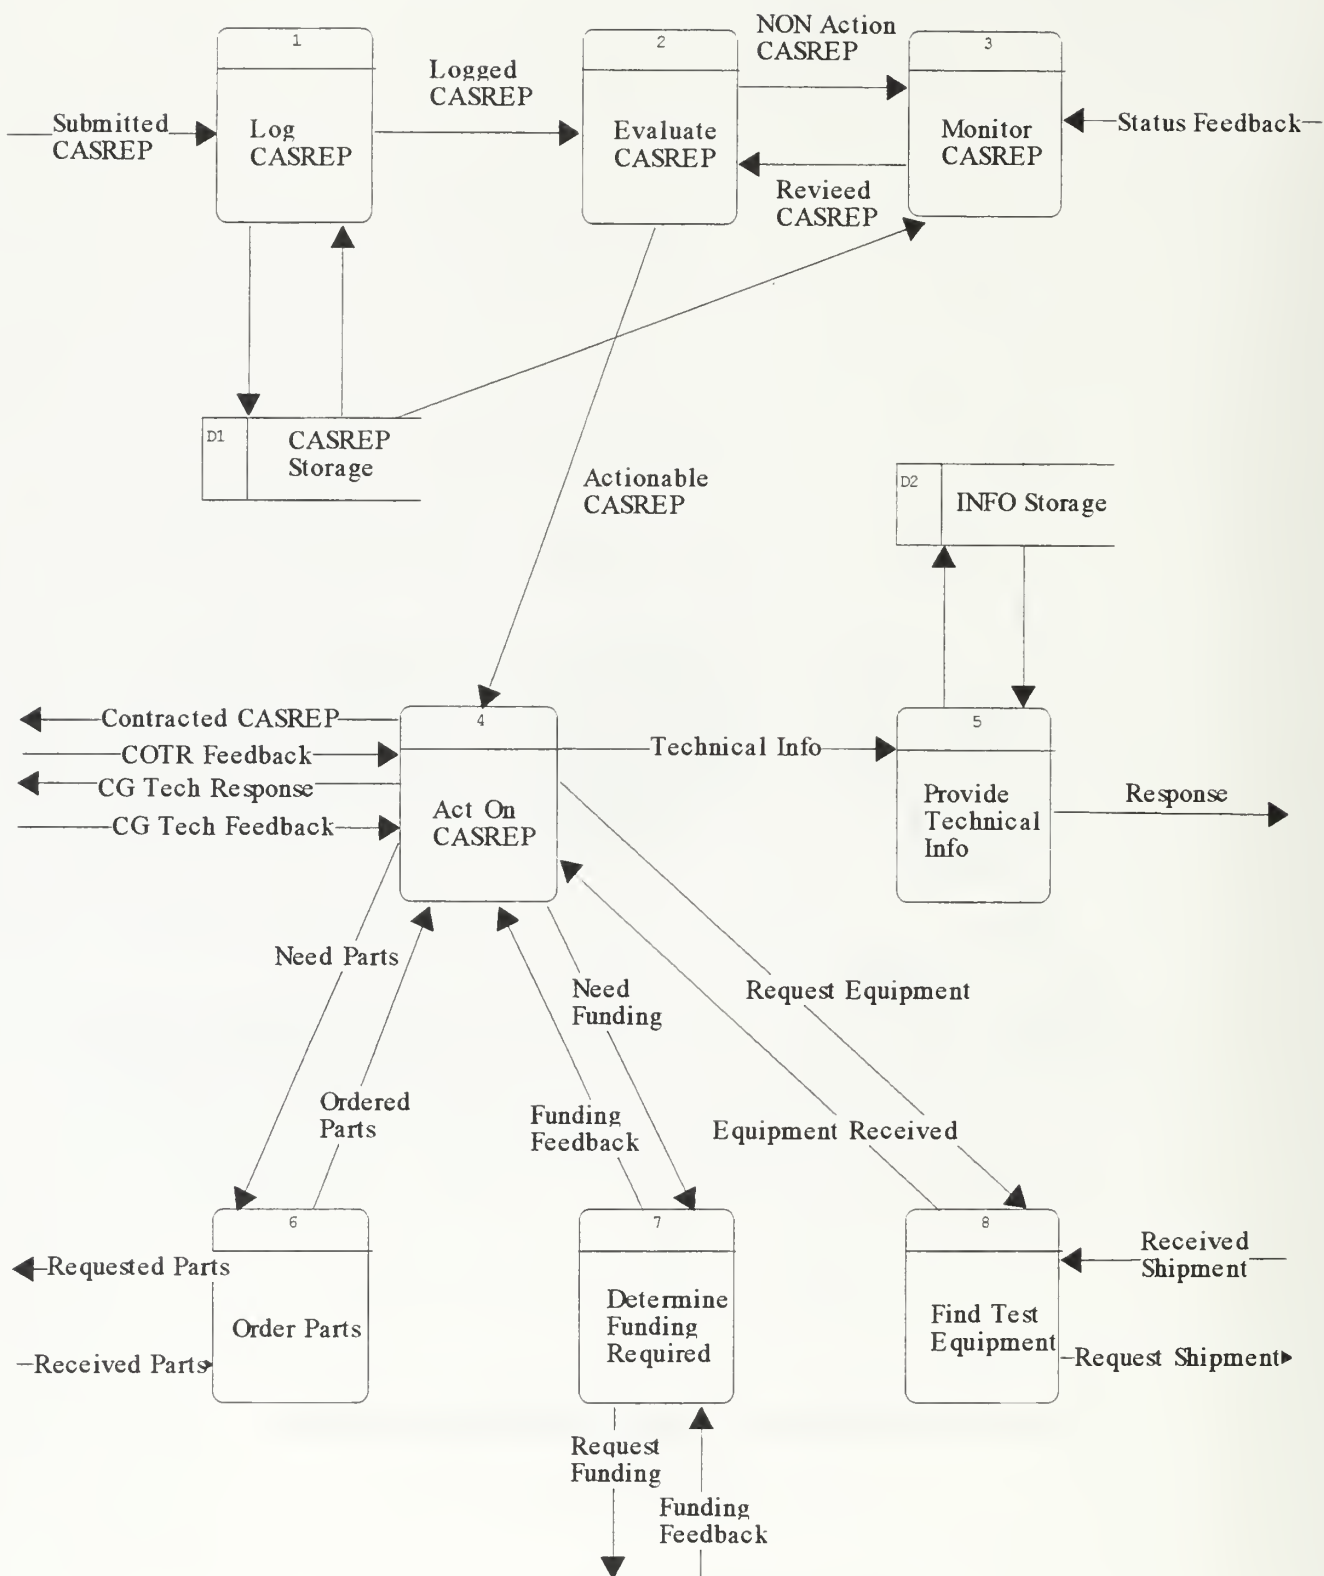 1
2
3
NON Action
CASREP
Logged
CASREP
Submitted
CASREP
Log
CASREP
Evaluate
CASREP
Monitor
CASREP
Status Feedback
Revieed
CASREP
D1
CASREP
Storage
Actionable
CASREP
D2
INFO Storage
Contracted CASREP
COTR Feedback
CG Tech Response
CG Tech Feedback
4
Act On
CASREP
Technical Info
5
Provide
Technical
Info
Response
Need Parts
Need
Funding
Request Equipment
Ordered
Parts
Funding
Feedback
Equipment Received
6
Order Parts
Requested Parts
Received Parts
7
Determine
Funding
Required
8
Find Test
Equipment
Received
Shipment
Request Shipment
Request
Funding
Funding
Feedback